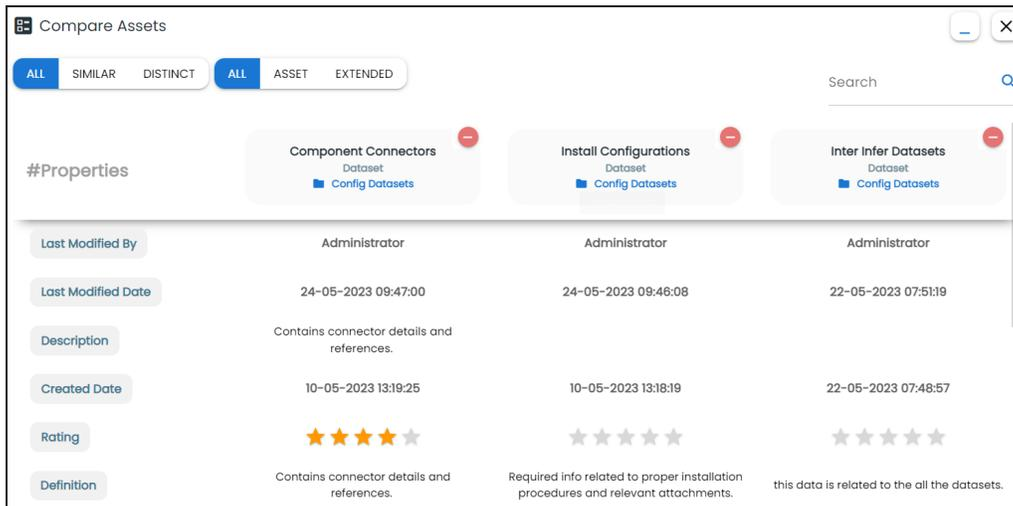 Compare Assets
ALL SIMILAR DISTINCT ALL ASSET EXTENDED
Search
#Properties
Component Connectors
Dataset
Config Datasets
Install Configurations
Dataset
Config Datasets
Inter Infer Datasets
Dataset
Config Datasets
Last Modified By Administrator Administrator Administrator
Last Modified Date 24-05-2023 09:47:00 24-05-2023 09:46:08 22-05-2023 07:51:19
Description
Contains connector details and
references.
Created Date 10-05-2023 13:19:25 10-05-2023 13:18:19 22-05-2023 07:48:57
Rating
Definition
Contains connector details and
references.
Required info related to proper installation
procedures and relevant attachments.
this data is related to the all the datasets.